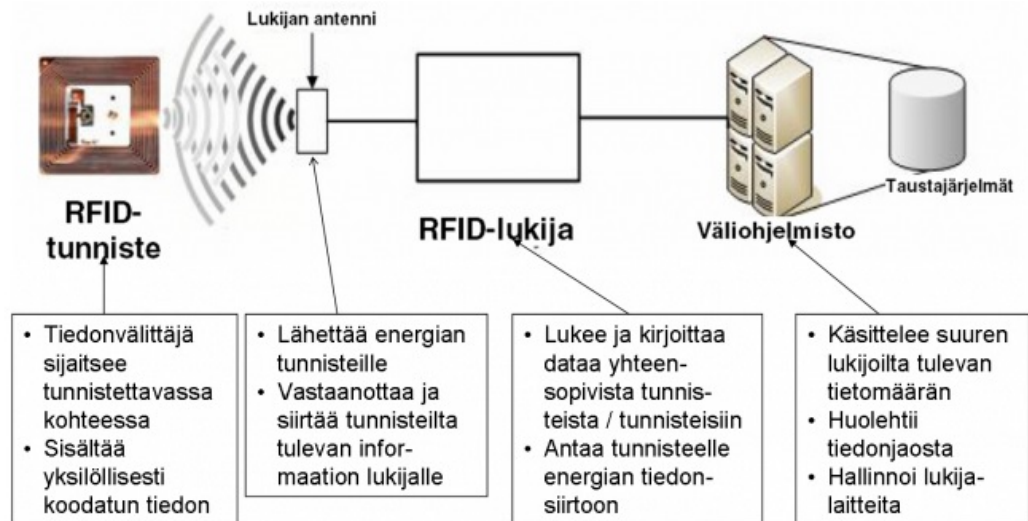 Lukijan antenni
RFID-
tunniste
RFID-lukija
Väliohjelmisto
Taustajärjelmät
• Tiedonvälittäjä
sijaitsee
tunnistettavassa
kohteessa
• Sisältää
yksilöllisesti
koodatun tiedon
• Lähettää energian
tunnisteille
• Vastaanottaa ja
siirtää tunnisteilta
tulevan infor-
maation lukijalle
• Lukee ja kirjoittaa
dataa yhteen-
sopivista tunnis-
teista / tunnisteisiin
• Antaa tunnisteelle
energian tiedon-
siirtoon
• Käsittelee suuren
lukijoilta tulevan
tietomäärän
• Huolehtii
tiedonjaosta
• Hallinnoi lukija-
laitteita